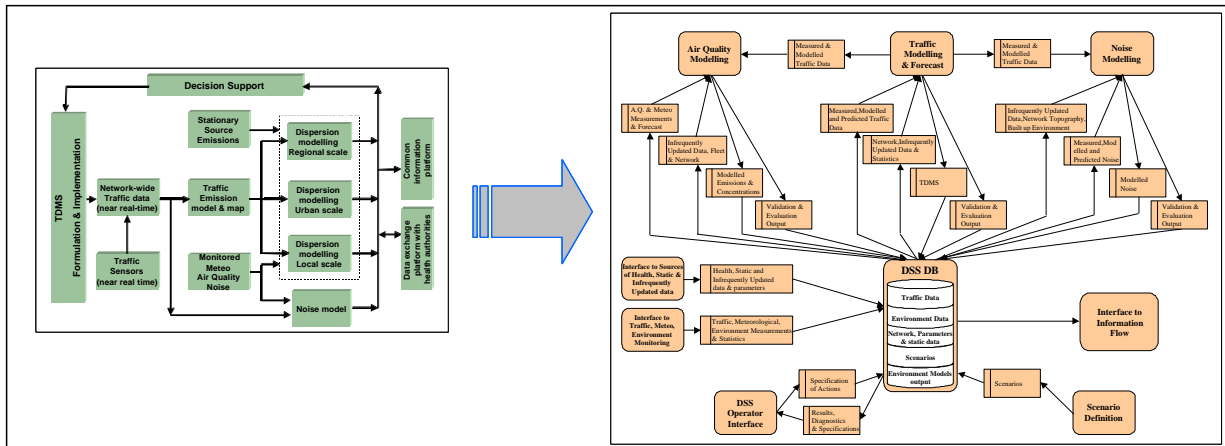 Decision Support
TDMS
Formulation & Implementation
Stationary
Source
Emissions
Dispersion
modelling
Regional scale
Network-wide
Traffic data
(near real-time)
Traffic
Emission
model & map
Dispersion
modelling
Urban scale
Traffic
Sensors
(near real time)
Monitored
Meteo
Air Quality
Noise
Dispersion
modelling
Local scale
Noise model
Common
information
platform
Data exchange
platform with
health authorities
Air Quality
Modelling
Measured &
Modelled
Traffic Data
Traffic
Modelling
& Forecast
Measured &
Modelled
Traffic Data
Noise
Modelling
A.Q. & Meteo
Measurements
& Forecast
Infrequently
Updated Data, Fleet
& Network
Modelled
Emissions &
Concentrations
Validation &
Evaluation
Output
Measured,Modelled
and Predicted Traffic
Data
Network,Infrequently
Updated Data &
Statistics
TDMS
Validation &
Evaluation
Output
Infrequently Updated
Data,Network Topography,
Built up Environment
Measured,Mod
elled and
Predicted Noise
Modelled
Noise
Validation &
Evaluation
Output
Interface to Sources
of Health, Static &
Infrequently
Updated data
Health, Static and
Infrequently Updated
data & parameters
Interface to
Traffic, Meteo,
Environment
Monitoring
Traffic, Meteorological,
Environment Measurements
& Statistics
DSS DB
Traffic Data
Environment Data
Network, Parameters
& static data
Scenarios
Environment Models
output
Interface to
Information
Flow
DSS
Operator
Interface
Specification
of Actions
Results,
Diagnostics
& Specifications
Scenarios
Scenario
Definition